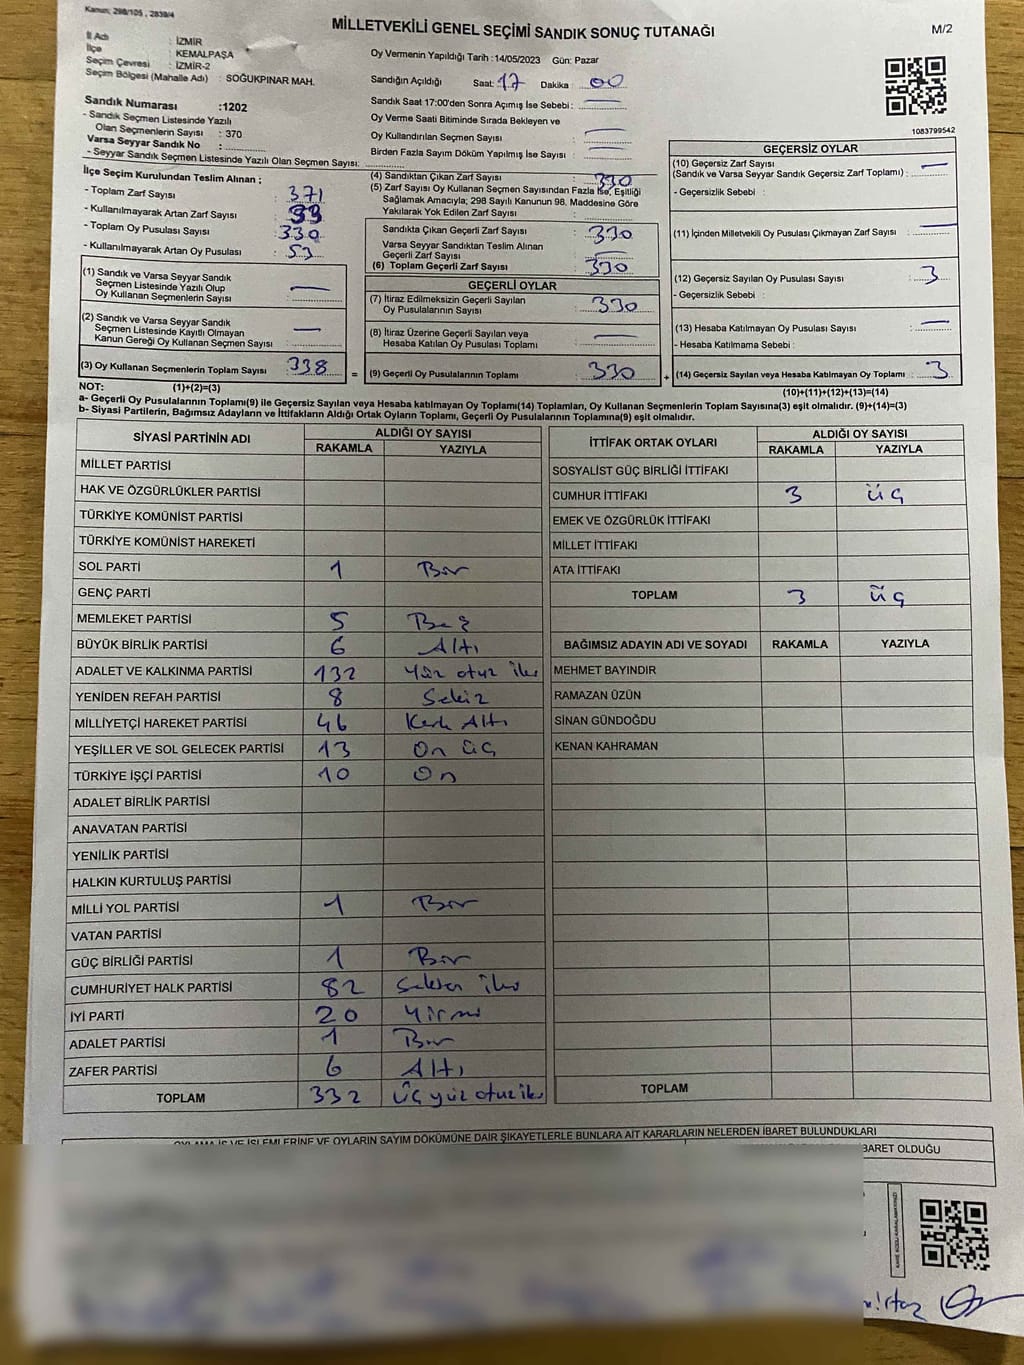 Kanun; 298/105 , 2839/4
MİLLETVEKİLİ GENEL SEÇİMİ SANDIK SONUÇ TUTANAĞI
M/2
İl Adı : İZMİR
İlçe : KEMALPAŞA
Seçim Çevresi : İZMİR-2
Seçim Bölgesi (Mahalle Adı) : SOĞUKPINAR MAH.
Sandık Numarası :1202
- Sandık Seçmen Listesinde Yazılı
Olan Seçmenlerin Sayısı : 370
Varsa Seyyar Sandık No :
- Seyyar Sandık Seçmen Listesinde Yazılı Olan Seçmen Sayısı:
Oy Vermenin Yapıldığı Tarih :14/05/2023 Gün: Pazar
Sandığın Açıldığı Saat: 17 Dakika : 00
Sandık Saat 17:00'den Sonra Açımış İse Sebebi : —
Oy Verme Saati Bitiminde Sırada Bekleyen ve
Oy Kullandırılan Seçmen Sayısı : —
Birden Fazla Sayım Döküm Yapılmış İse Sayısı : —
1083799542
İlçe Seçim Kurulundan Teslim Alınan ;
- Toplam Zarf Sayısı : 371
- Kullanılmayarak Artan Zarf Sayısı : 33
- Toplam Oy Pusulası Sayısı : 330
- Kullanılmayarak Artan Oy Pusulası : 53
(1) Sandık ve Varsa Seyyar Sandık
Seçmen Listesinde Yazılı Olup
Oy Kullanan Seçmenlerin Sayısı : —
(2) Sandık ve Varsa Seyyar Sandık
Seçmen Listesinde Kayıtlı Olmayan
Kanun Gereği Oy Kullanan Seçmen Sayısı : —
(3) Oy Kullanan Seçmenlerin Toplam Sayısı : 338
(4) Sandıktan Çıkan Zarf Sayısı : 330
(5) Zarf Sayısı Oy Kullanan Seçmen Sayısından Fazla İse, Eşitliği
Sağlamak Amacıyla; 298 Sayılı Kanunun 98. Maddesine Göre
Yakılarak Yok Edilen Zarf Sayısı :
Sandıkta Çıkan Geçerli Zarf Sayısı : 330
Varsa Seyyar Sandıktan Teslim Alınan
Geçerli Zarf Sayısı : —
(6) Toplam Geçerli Zarf Sayısı : 330
GEÇERLİ OYLAR
(7) İtiraz Edilmeksizin Geçerli Sayılan
Oy Pusulalarının Sayısı : 330
(8) İtiraz Üzerine Geçerli Sayılan veya
Hesaba Katılan Oy Pusulası Toplamı : —
= (9) Geçerli Oy Pusulalarının Toplamı : 330
GEÇERSİZ OYLAR
(10) Geçersiz Zarf Sayısı
(Sandık ve Varsa Seyyar Sandık Geçersiz Zarf Toplamı) : —
- Geçersizlik Sebebi :
(11) İçinden Milletvekili Oy Pusulası Çıkmayan Zarf Sayısı : —
(12) Geçersiz Sayılan Oy Pusulası Sayısı : 3
- Geçersizlik Sebebi :
(13) Hesaba Katılmayan Oy Pusulası Sayısı : —
- Hesaba Katılmama Sebebi :
+ (14) Geçersiz Sayılan veya Hesaba Katılmayan Oy Toplamı : 3
NOT: (1)+(2)=(3) (10)+(11)+(12)+(13)=(14)
a- Geçerli Oy Pusulalarının Toplamı(9) ile Geçersiz Sayılan veya Hesaba katılmayan Oy Toplamı(14) Toplamları, Oy Kullanan Seçmenlerin Toplam Sayısına(3) eşit olmalıdır. (9)+(14)=(3)
b- Siyasi Partilerin, Bağımsız Adayların ve İttifakların Aldığı Ortak Oyların Toplamı, Geçerli Oy Pusulalarının Toplamına(9) eşit olmalıdır.
SİYASİ PARTİNİN ADI ALDIĞI OY SAYISI
RAKAMLA YAZIYLA
MİLLET PARTİSİ
HAK VE ÖZGÜRLÜKLER PARTİSİ
TÜRKİYE KOMÜNİST PARTİSİ
TÜRKİYE KOMÜNİST HAREKETİ
SOL PARTİ 1 Bir
GENÇ PARTİ
MEMLEKET PARTİSİ 5 Beş
BÜYÜK BİRLİK PARTİSİ 6 Altı
ADALET VE KALKINMA PARTİSİ 132 Yüz otuz iki
YENİDEN REFAH PARTİSİ 8 Sekiz
MİLLİYETÇİ HAREKET PARTİSİ 46 Kırk Altı
YEŞİLLER VE SOL GELECEK PARTİSİ 13 On üç
TÜRKİYE İŞÇİ PARTİSİ 10 On
ADALET BİRLİK PARTİSİ
ANAVATAN PARTİSİ
YENİLİK PARTİSİ
HALKIN KURTULUŞ PARTİSİ
MİLLİ YOL PARTİSİ 1 Bir
VATAN PARTİSİ
GÜÇ BİRLİĞİ PARTİSİ 1 Bir
CUMHURİYET HALK PARTİSİ 82 Seksen iki
İYİ PARTİ 20 Yirmi
ADALET PARTİSİ 1 Bir
ZAFER PARTİSİ 6 Altı
TOPLAM 332 Üç yüz otuz iki
İTTİFAK ORTAK OYLARI ALDIĞI OY SAYISI
RAKAMLA YAZIYLA
SOSYALİST GÜÇ BİRLİĞİ İTTİFAKI
CUMHUR İTTİFAKI 3 üç
EMEK VE ÖZGÜRLÜK İTTİFAKI
MİLLET İTTİFAKI
ATA İTTİFAKI
TOPLAM 3 üç
BAĞIMSIZ ADAYIN ADI VE SOYADI RAKAMLA YAZIYLA
MEHMET BAYINDIR
RAMAZAN ÜZÜN
SİNAN GÜNDOĞDU
KENAN KAHRAMAN
TOPLAM
OYLAMA İŞ VE İŞLEMLERİNE VE OYLARIN SAYIM DÖKÜMÜNE DAİR ŞİKAYETLERLE BUNLARA AİT KARARLARIN NELERDEN İBARET BULUNDUKLARI
BARET OLDUĞU